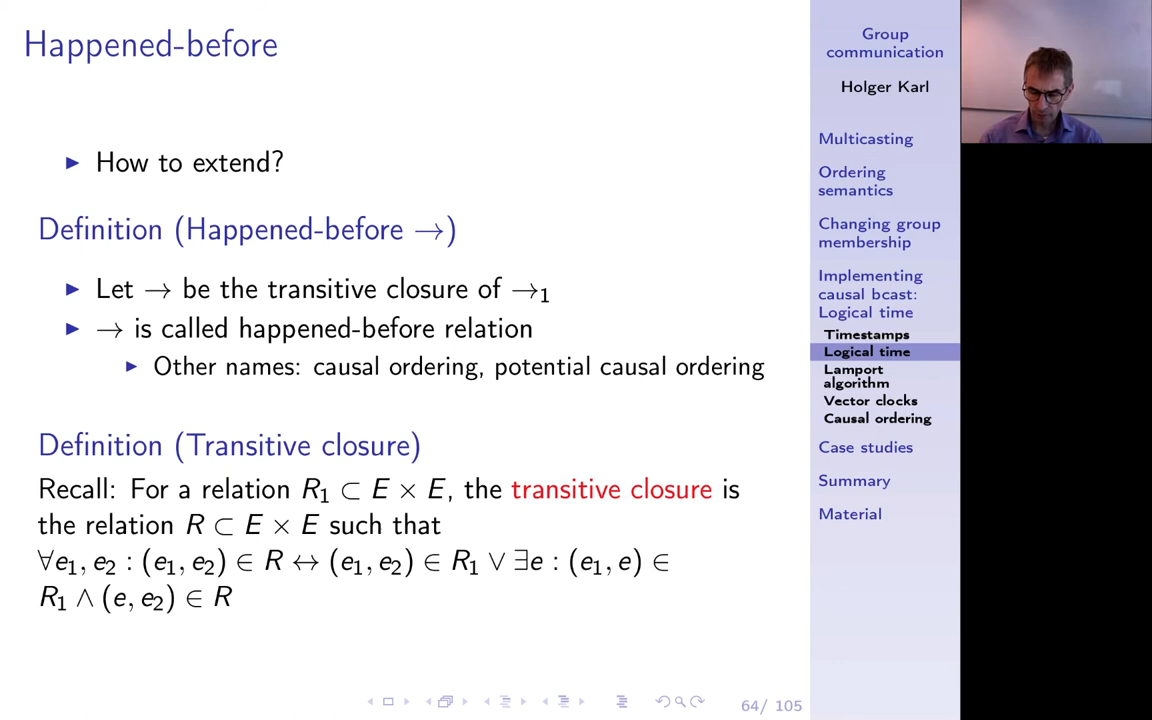 Happened-before
▶ How to extend?
Definition (Happened-before →)
▶ Let → be the transitive closure of →₁
▶ → is called happened-before relation
▶ Other names: causal ordering, potential causal ordering
Definition (Transitive closure)
Recall: For a relation R₁ ⊂ E × E, the transitive closure is
the relation R ⊂ E × E such that
∀e₁, e₂ : (e₁, e₂) ∈ R ↔ (e₁, e₂) ∈ R₁ ∨ ∃e : (e₁, e) ∈
R₁ ∧ (e, e₂) ∈ R
64/ 105
Group
communication
Holger Karl
Multicasting
Ordering
semantics
Changing group
membership
Implementing
causal bcast:
Logical time
Timestamps
Logical time
Lamport
algorithm
Vector clocks
Causal ordering
Case studies
Summary
Material